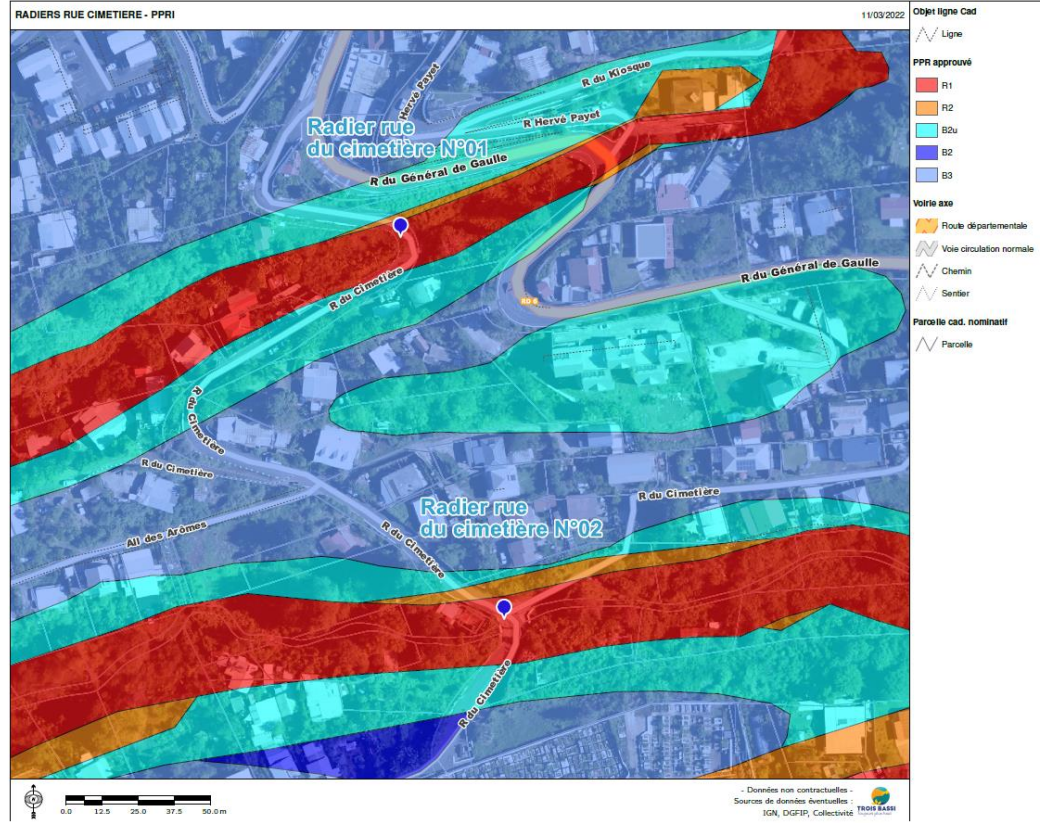 RADIERS RUE CIMETIERE - PPRI
11/03/2022
Objet ligne Cad
Ligne
PPR approuvé
R1
R2
B2u
B2
B3
Voirie axe
Route départementale
Voie circulation normale
Chemin
Sentier
Parcelle cad. nominatif
Parcelle
R du Kiosque
Hervé Payet
R Hervé Payet
Radier rue
du cimetière N°01
R du Général de Gaulle
R du Cimetière
R du Général de Gaulle
RD 6
R du Cimetière
R du Cimetière
R du Cimetière
All des Arômes
Radier rue
du cimetière N°02
R du Cimetière
R du Cimetière
0.0 12.5 25.0 37.5 50.0 m
- Données non contractuelles -
Sources de données éventuelles :
IGN, DGFIP, Collectivité
TROIS BASSI